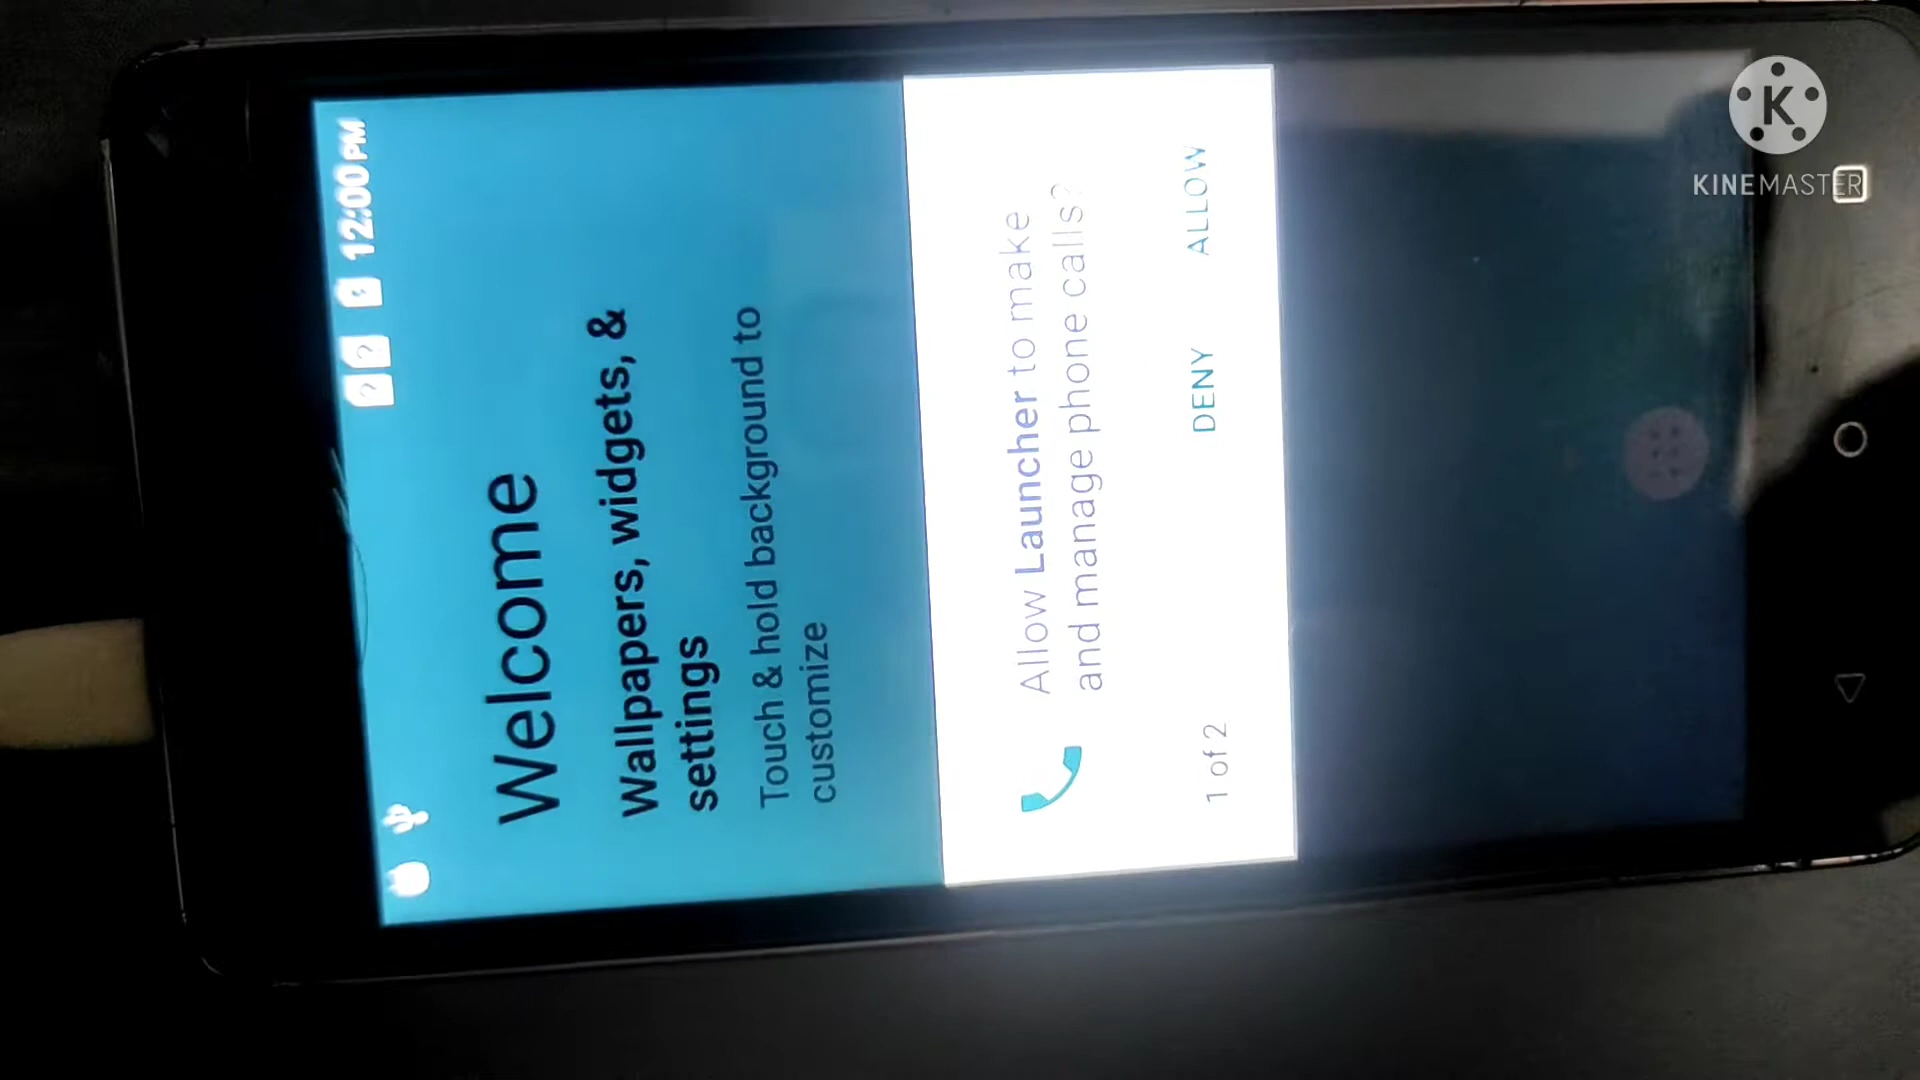 12:00 PM
Welcome
Wallpapers, widgets, &
settings
Touch & hold background to
customize
Allow Launcher to make
and manage phone calls?
1 of 2
DENY
ALLOW
K
KINEMASTER